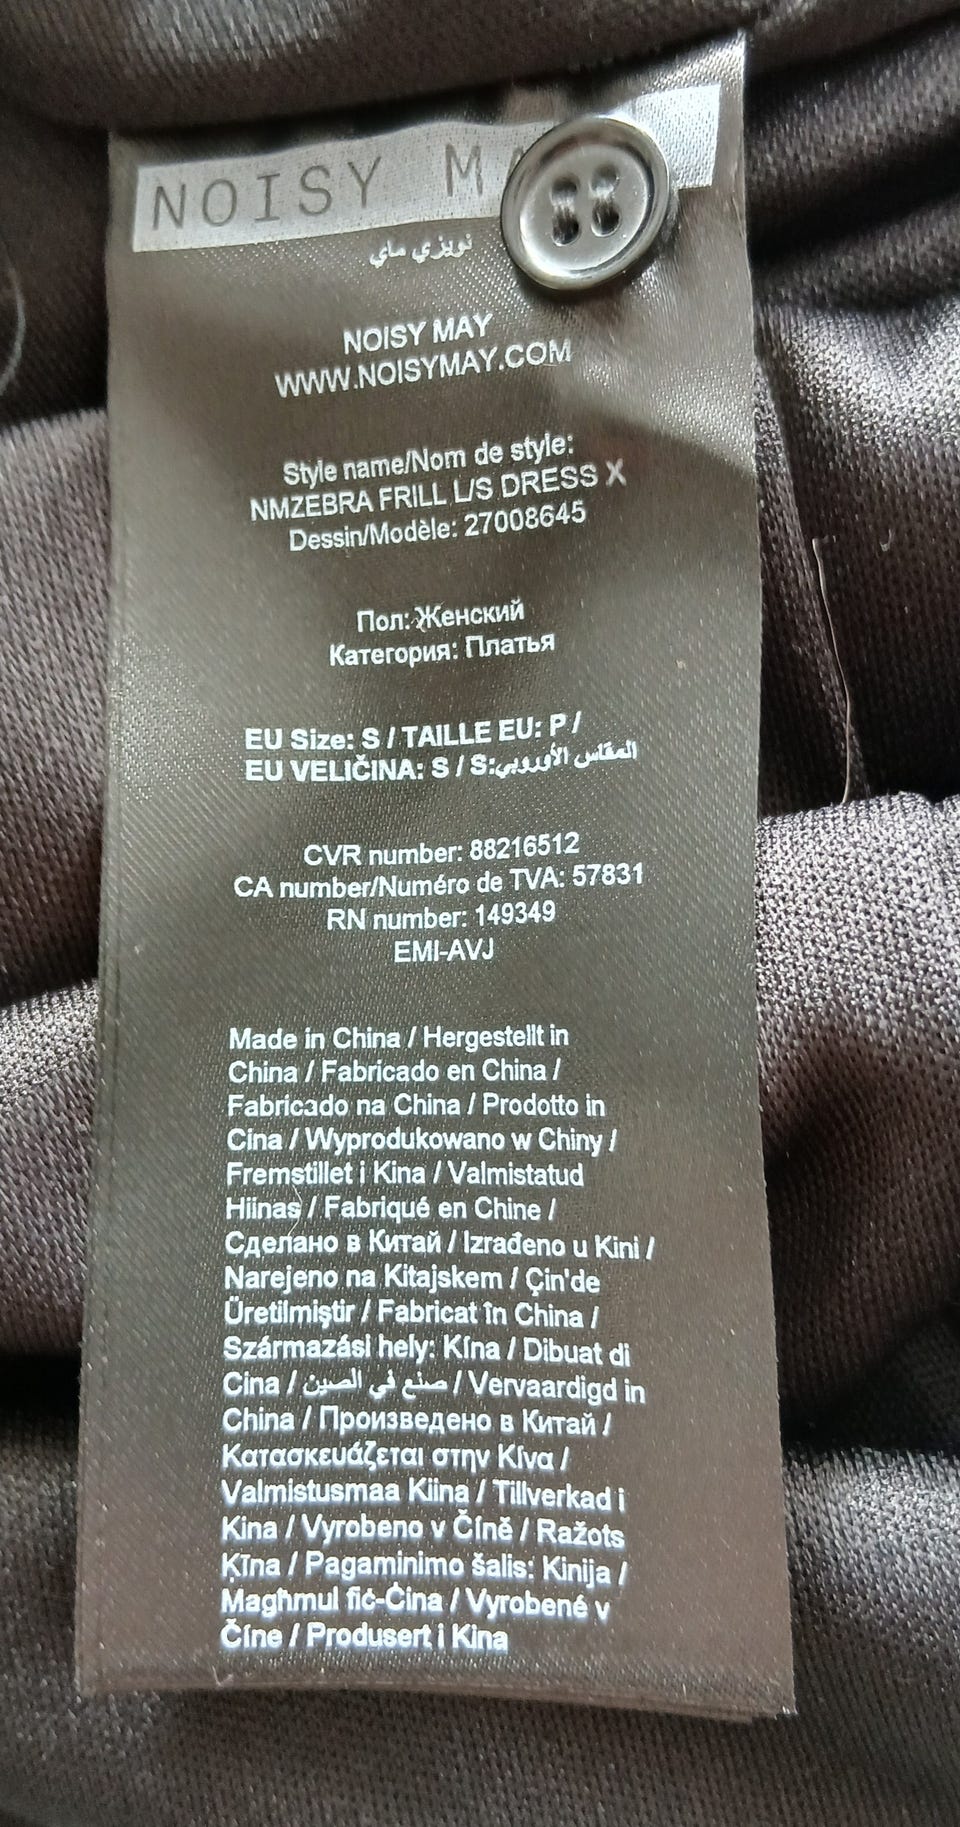 NOISY MA
نويزي ماي
NOISY MAY
WWW.NOISYMAY.COM
Style name/Nom de style:
NMZEBRA FRILL L/S DRESS X
Dessin/Modèle: 27008645
Пол: Женский
Категория: Платья
EU Size: S / TAILLE EU: P /
EU VELIČINA: S / S:المقاس الأوروبي
CVR number: 88216512
CA number/Numéro de TVA: 57831
RN number: 149349
EMI-AVJ
Made in China / Hergestellt in
China / Fabricado en China /
Fabricado na China / Prodotto in
Cina / Wyprodukowano w Chiny /
Fremstillet i Kina / Valmistatud
Hiinas / Fabriqué en Chine /
Сделано в Китай / Izrađeno u Kini /
Narejeno na Kitajskem / Çin'de
Üretilmiştir / Fabricat în China /
Származási hely: Kína / Dibuat di
Cina / صنع في الصين / Vervaardigd in
China / Произведено в Китай /
Κατασκευάζεται στην Κίνα /
Valmistusmaa Kiina / Tillverkad i
Kina / Vyrobeno v Číně / Ražots
Ķīna / Pagaminimo šalis: Kinija /
Magħmul fiċ-Ċina / Vyrobené v
Číne / Produsert i Kina